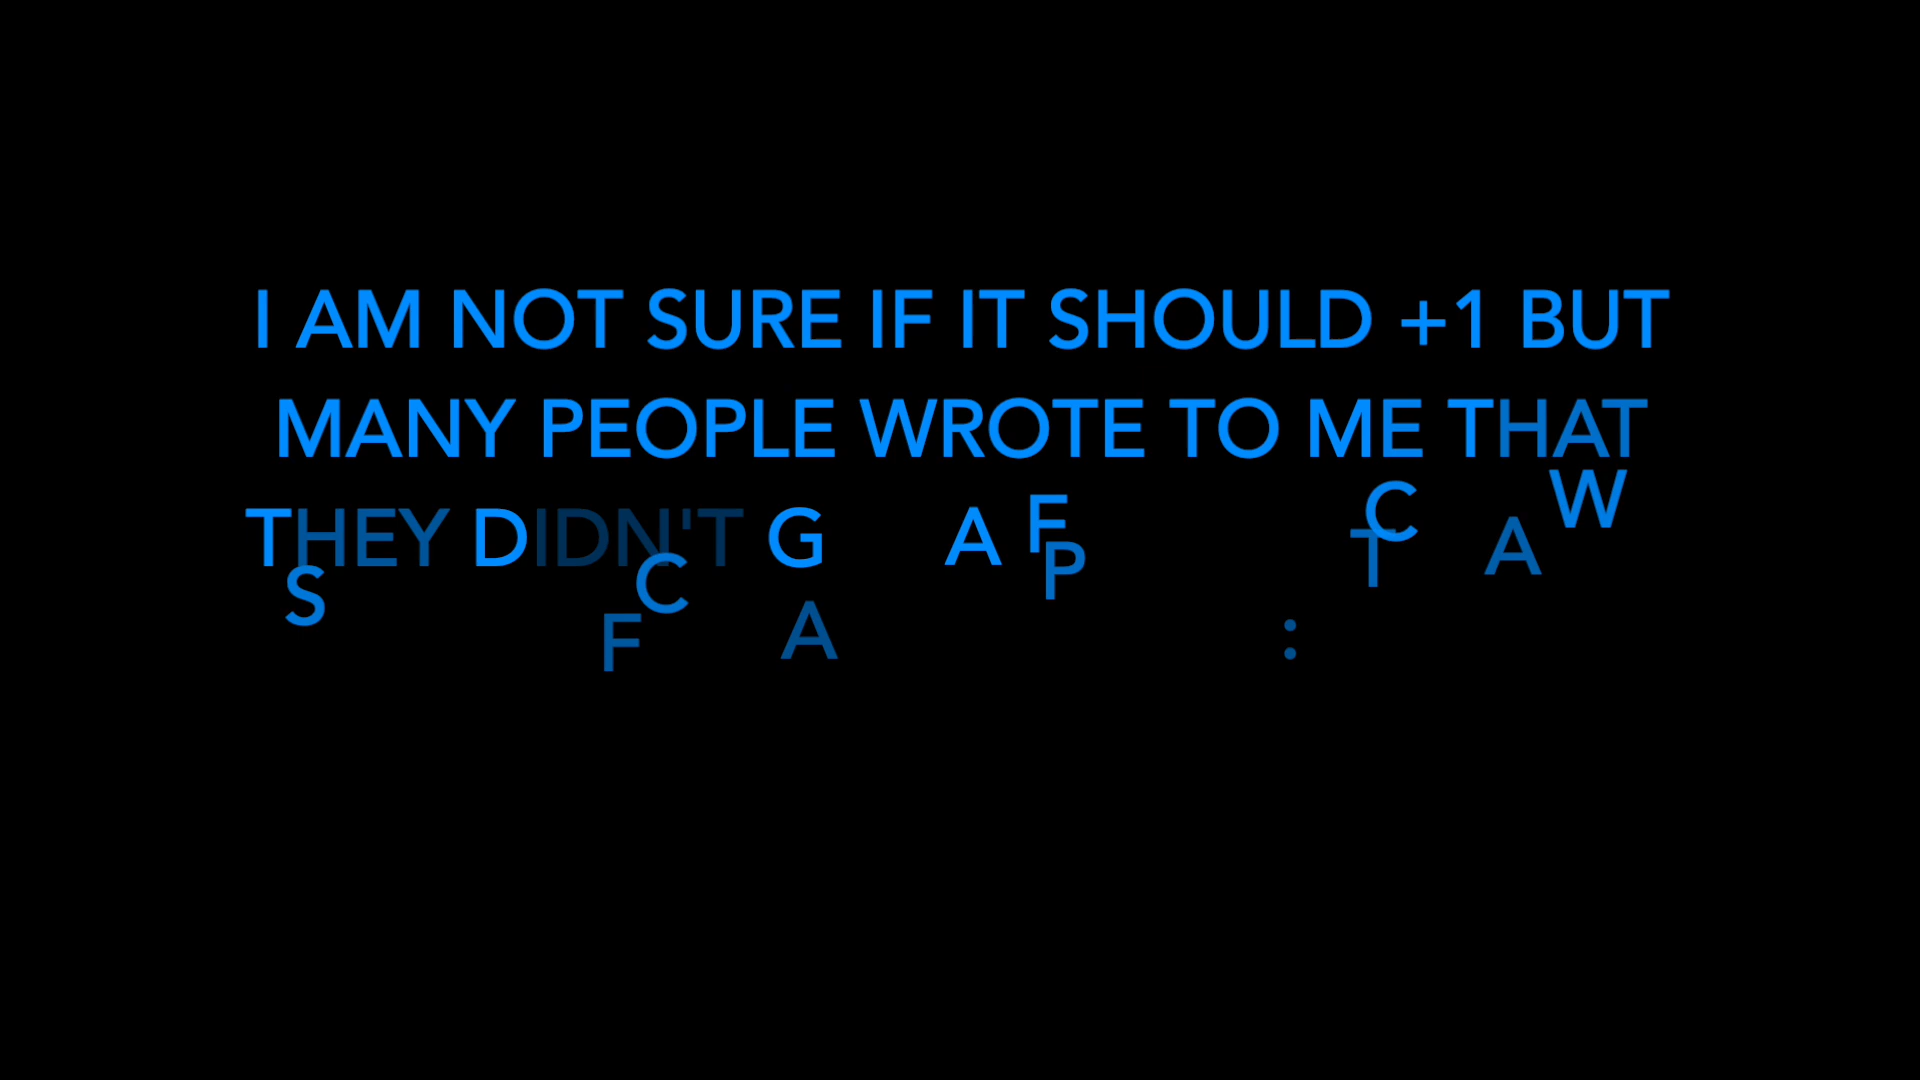 I AM NOT SURE IF IT SHOULD +1 BUT
MANY PEOPLE WROTE TO ME THAT
THEY DIDN'T G A F C W
S C P T A
F A :